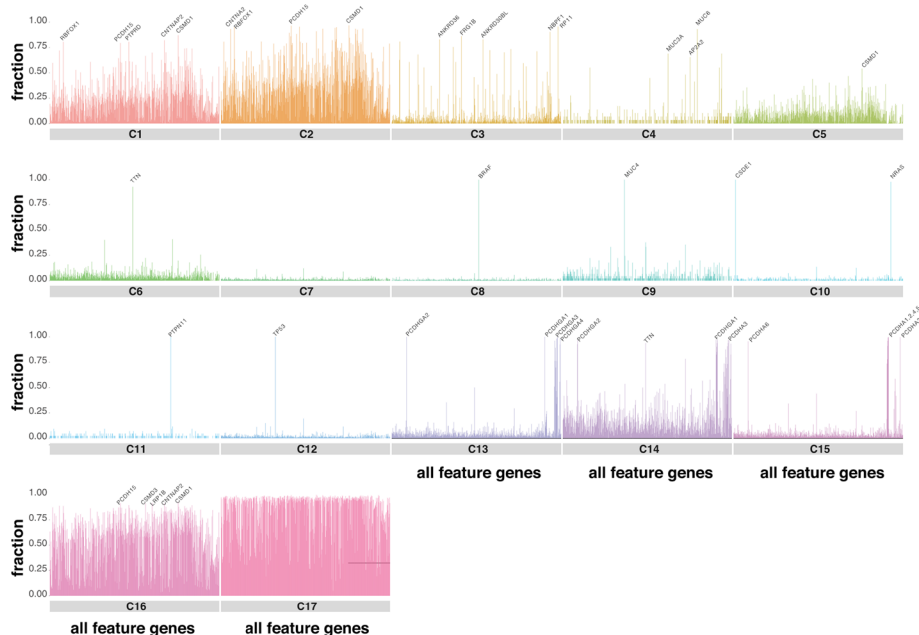 RBFOX1
PCDH15
PTPRD
CNTNAP2
CSMD1
CNTNA2
RBFOX1
PCDH15
CSMD1
ANKRD36
FRG1B
ANKRD30BL
NBPF1
MUC3A
AP2A2
MUC6
CSMD1
fraction
1.00
0.75
0.50
0.25
0.00
C1
C2
C3
C4
C5
TTN
BRAF
MUC4
CSDE1
NRAS
fraction
1.00
0.75
0.50
0.25
0.00
C6
C7
C8
C9
C10
PTPN11
TP53
PCDHGA2
PCDHGA1
PCDHGA3
PCDHGA4
PCDHGA2
TTN
PCDHGA1
PCDHA3
PCDHA6
fraction
1.00
0.75
0.50
0.25
0.00
C11
C12
C13
C14
C15
all feature genes
all feature genes
all feature genes
PCDH15
CSMD3
LRP1B
CNTNAP2
CSMD1
fraction
1.00
0.75
0.50
0.25
0.00
C16
C17
all feature genes
all feature genes